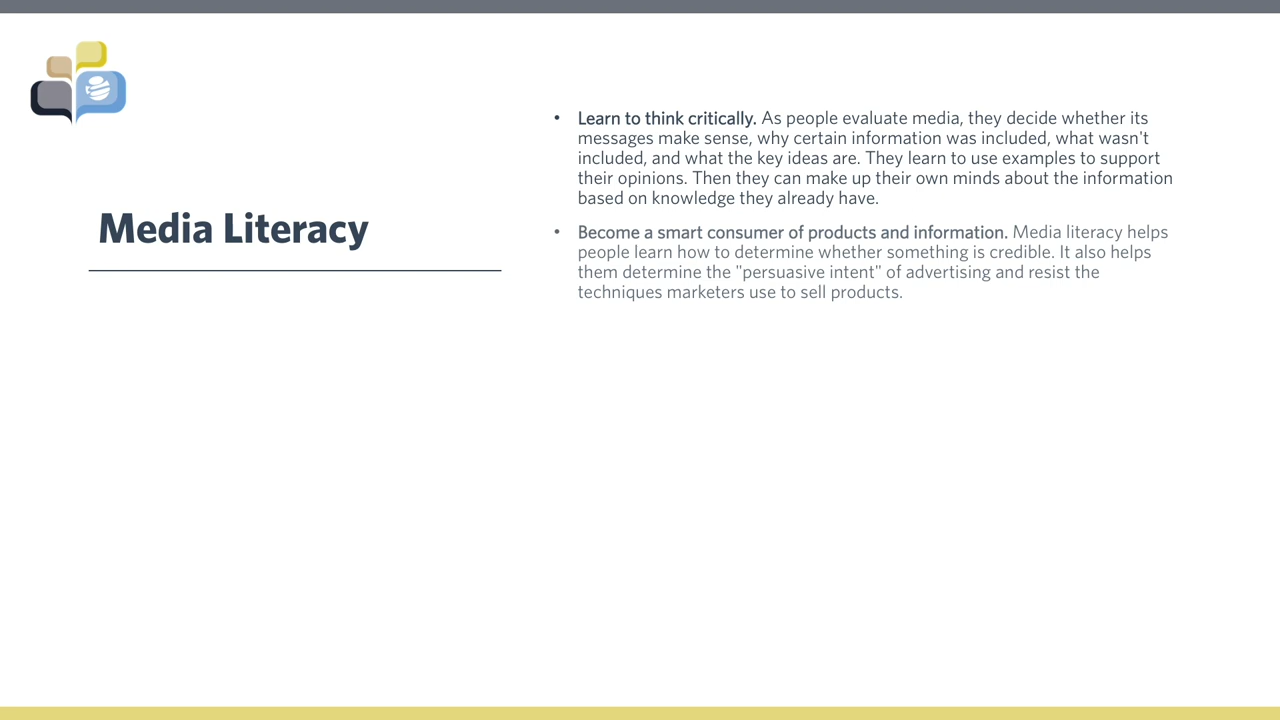 Media Literacy
• Learn to think critically. As people evaluate media, they decide whether its
messages make sense, why certain information was included, what wasn't
included, and what the key ideas are. They learn to use examples to support
their opinions. Then they can make up their own minds about the information
based on knowledge they already have.
• Become a smart consumer of products and information. Media literacy helps
people learn how to determine whether something is credible. It also helps
them determine the "persuasive intent" of advertising and resist the
techniques marketers use to sell products.